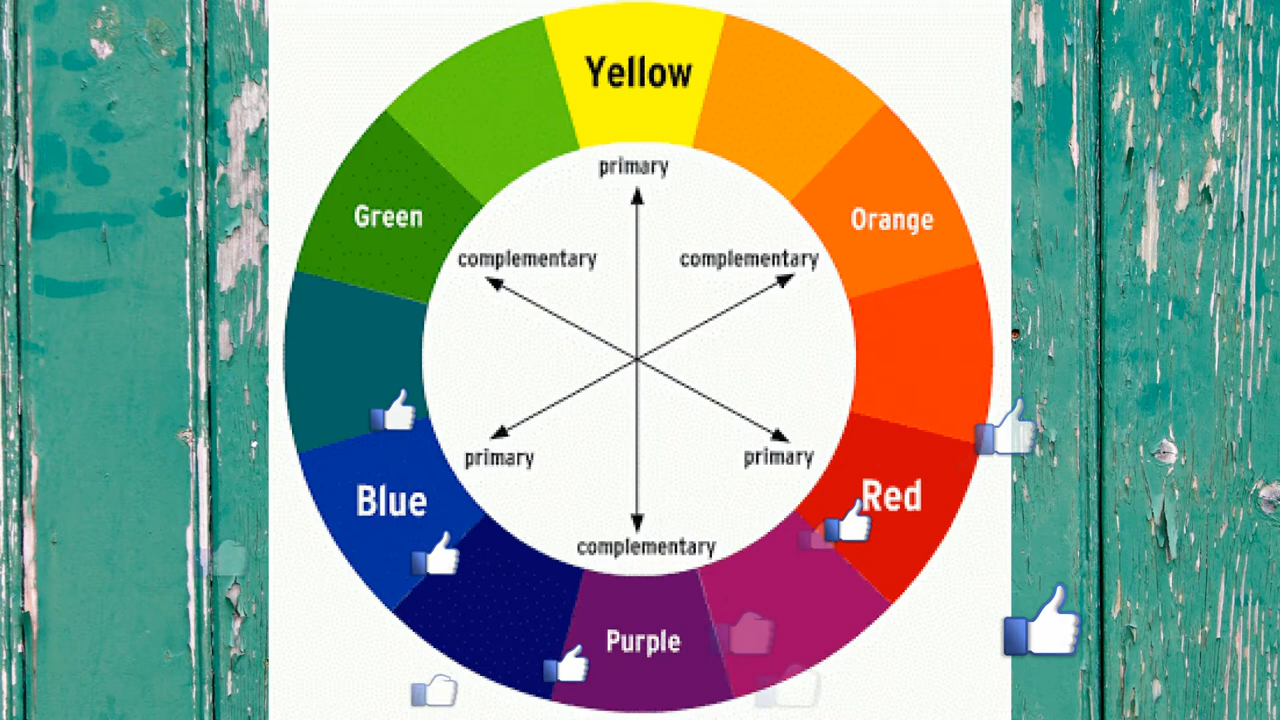 Yellow
primary
Green
Orange
complementary
complementary
primary
primary
Blue
Red
complementary
Purple